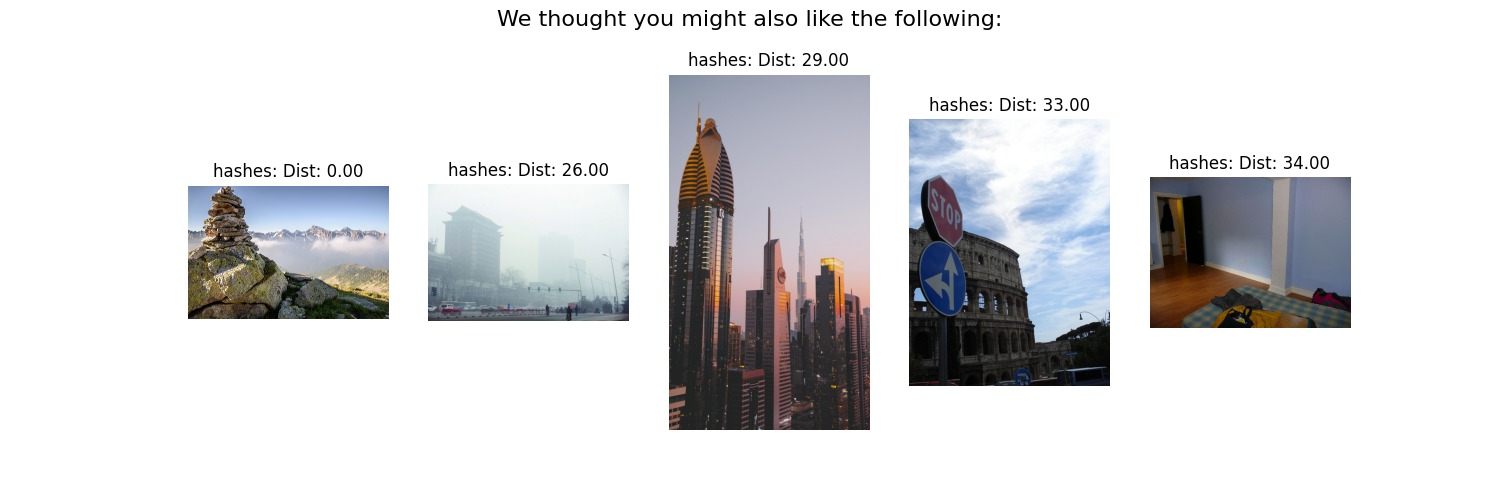 We thought you might also like the following:
hashes: Dist: 0.00
hashes: Dist: 26.00
hashes: Dist: 29.00
hashes: Dist: 33.00
hashes: Dist: 34.00
STOP